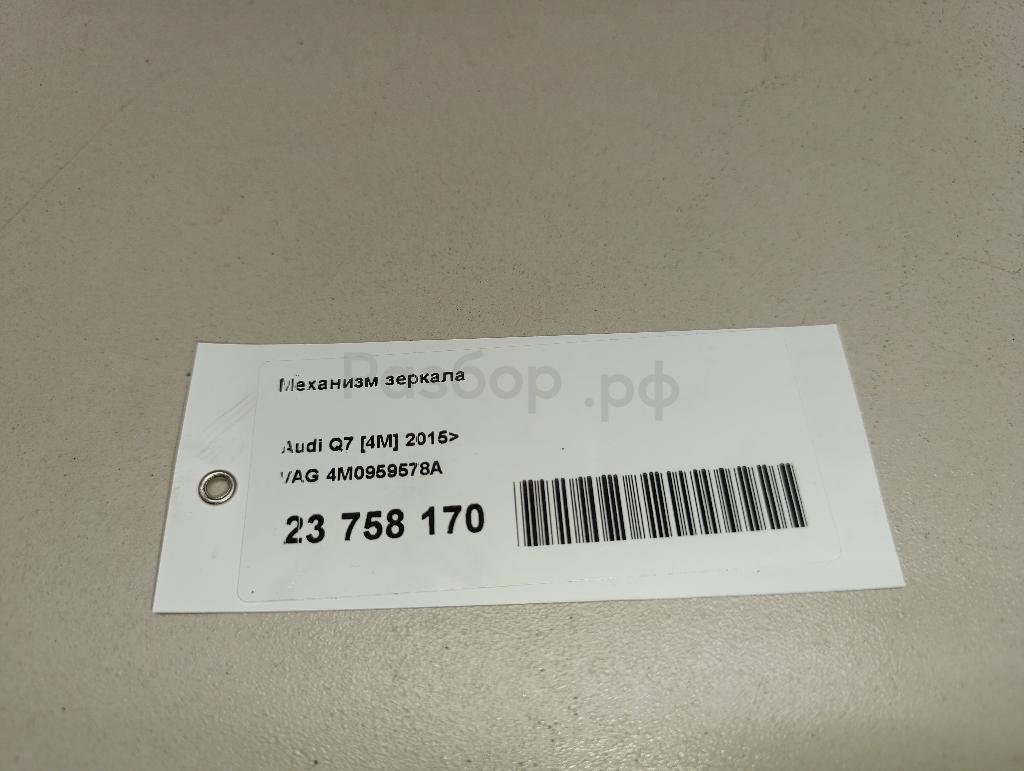 Механизм зеркала
Разбор.рф
Audi Q7 [4M] 2015>
VAG 4M0959578A
23 758 170